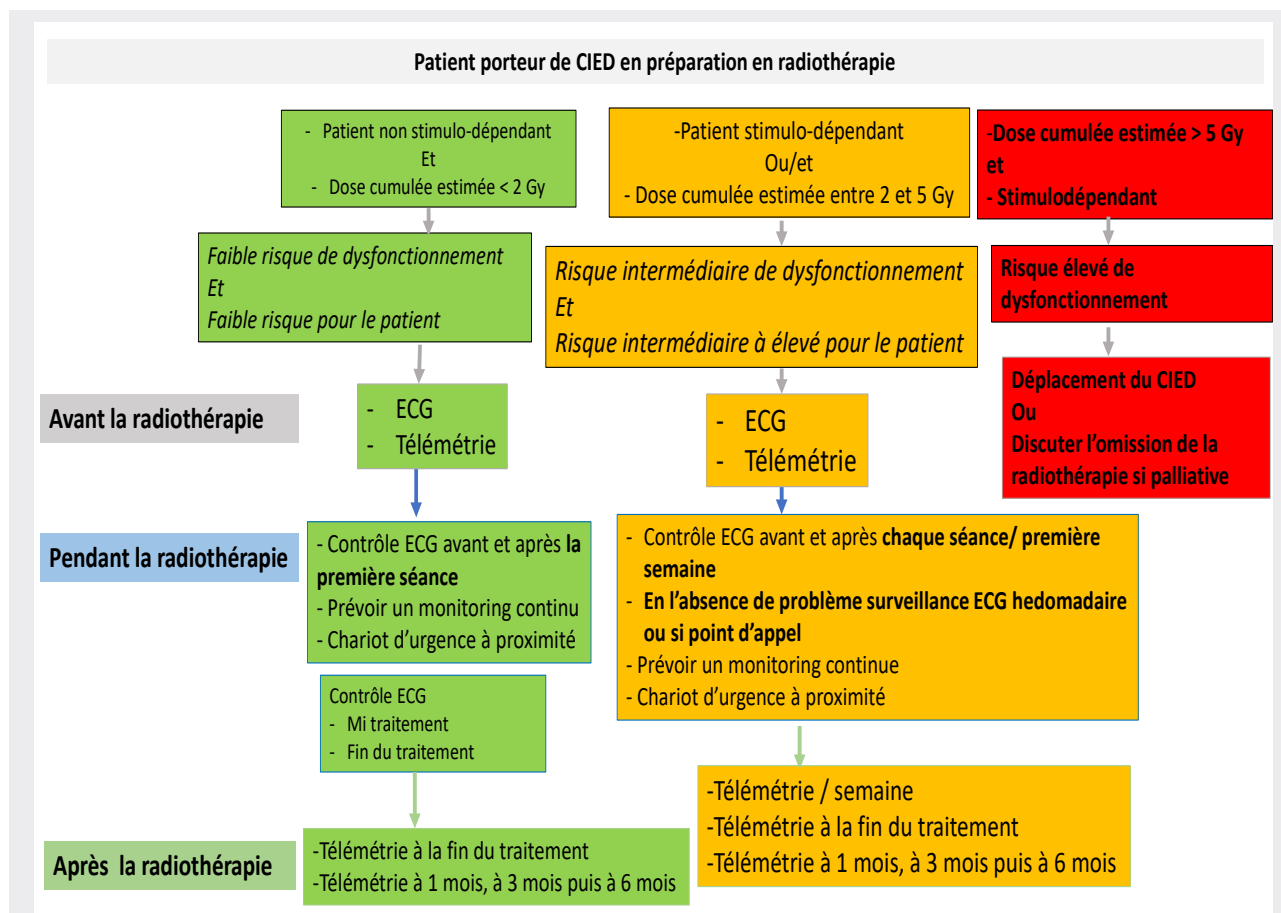 Patient porteur de CIED en préparation en radiothérapie
- Patient non stimulo-dépendant
Et
- Dose cumulée estimée < 2 Gy
-Patient stimulo-dépendant
Ou/et
- Dose cumulée estimée entre 2 et 5 Gy
-Dose cumulée estimée > 5 Gy
et
- Stimulodépendant
Faible risque de dysfonctionnement
Et
Faible risque pour le patient
Risque intermédiaire de dysfonctionnement
Et
Risque intermédiaire à élevé pour le patient
Risque élevé de
dysfonctionnement
Avant la radiothérapie
- ECG
- Télémétrie
- ECG
- Télémétrie
Déplacement du CIED
Ou
Discuter l'omission de la
radiothérapie si palliative
Pendant la radiothérapie
- Contrôle ECG avant et après la
première séance
- Prévoir un monitoring continu
- Chariot d'urgence à proximité
- Contrôle ECG avant et après chaque séance/ première
semaine
- En l'absence de problème surveillance ECG hedomadaire
ou si point d'appel
- Prévoir un monitoring continue
- Chariot d'urgence à proximité
Contrôle ECG
- Mi traitement
- Fin du traitement
-Télémétrie / semaine
-Télémétrie à la fin du traitement
-Télémétrie à 1 mois, à 3 mois puis à 6 mois
Après la radiothérapie
-Télémétrie à la fin du traitement
-Télémétrie à 1 mois, à 3 mois puis à 6 mois